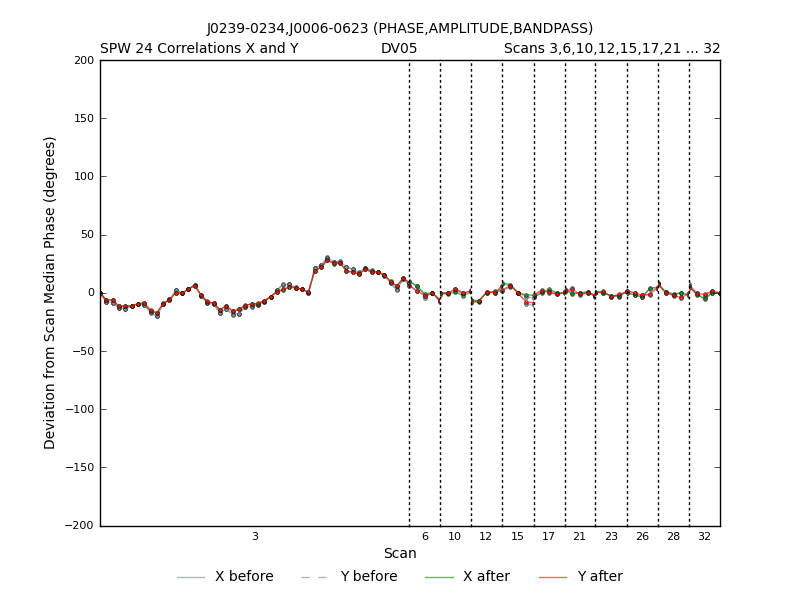 J0239-0234,J0006-0623 (PHASE,AMPLITUDE,BANDPASS)
SPW 24 Correlations X and Y DV05 Scans 3,6,10,12,15,17,21 ... 32
200
150
100
50
0
−50
−100
−150
−200
Deviation from Scan Median Phase (degrees)
3 6 10 12 15 17 21 23 26 28 32
Scan
X before Y before X after Y after